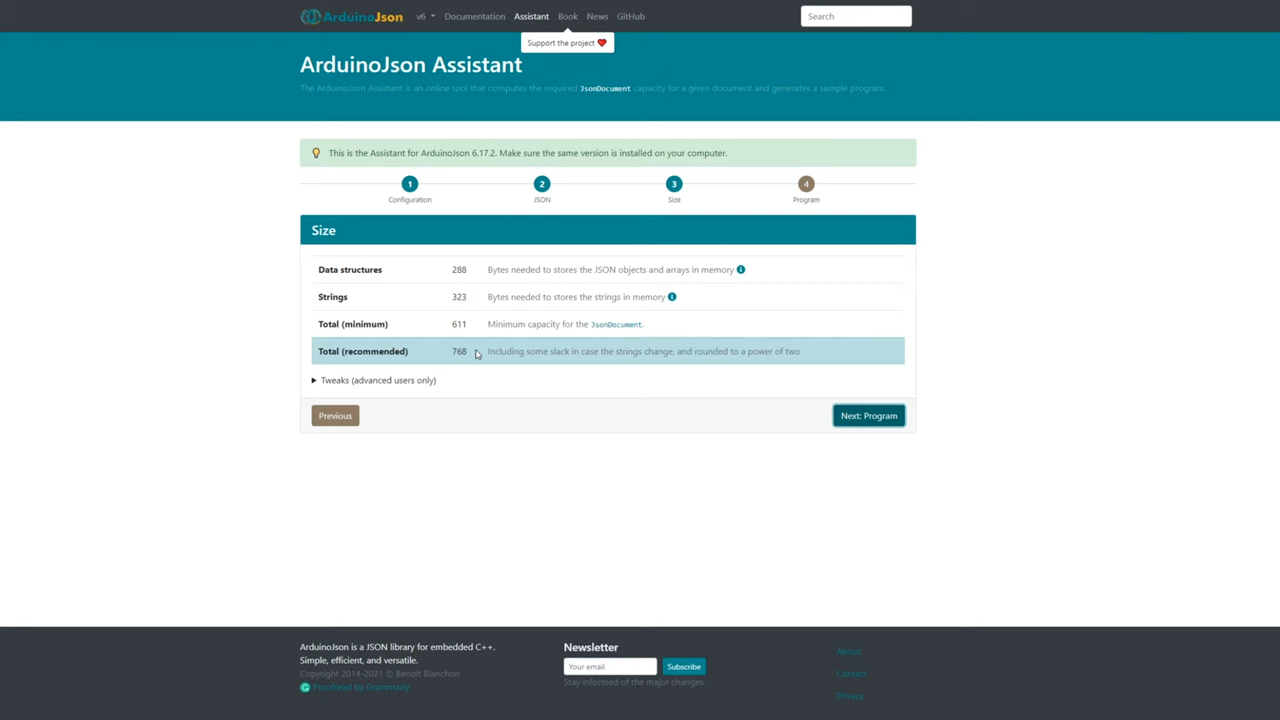 ArduinoJson v6 Documentation Assistant Book News GitHub Search
Support the project
ArduinoJson Assistant
The ArduinoJson Assistant is an online tool that computes the required JsonDocument capacity for a given document and generates a sample program.
This is the Assistant for ArduinoJson 6.17.2. Make sure the same version is installed on your computer.
1 2 3 4
Configuration JSON Size Program
Size
Data structures 288 Bytes needed to stores the JSON objects and arrays in memory
Strings 323 Bytes needed to stores the strings in memory
Total (minimum) 611 Minimum capacity for the JsonDocument.
Total (recommended) 768 Including some slack in case the strings change, and rounded to a power of two
Tweaks (advanced users only)
Previous Next: Program
ArduinoJson is a JSON library for embedded C++.
Simple, efficient, and versatile.
Copyright 2014-2021 © Benoît Blanchon
Proofread by Grammarly
Newsletter
Your email Subscribe
Stay informed of the major changes.
About
Contact
Privacy